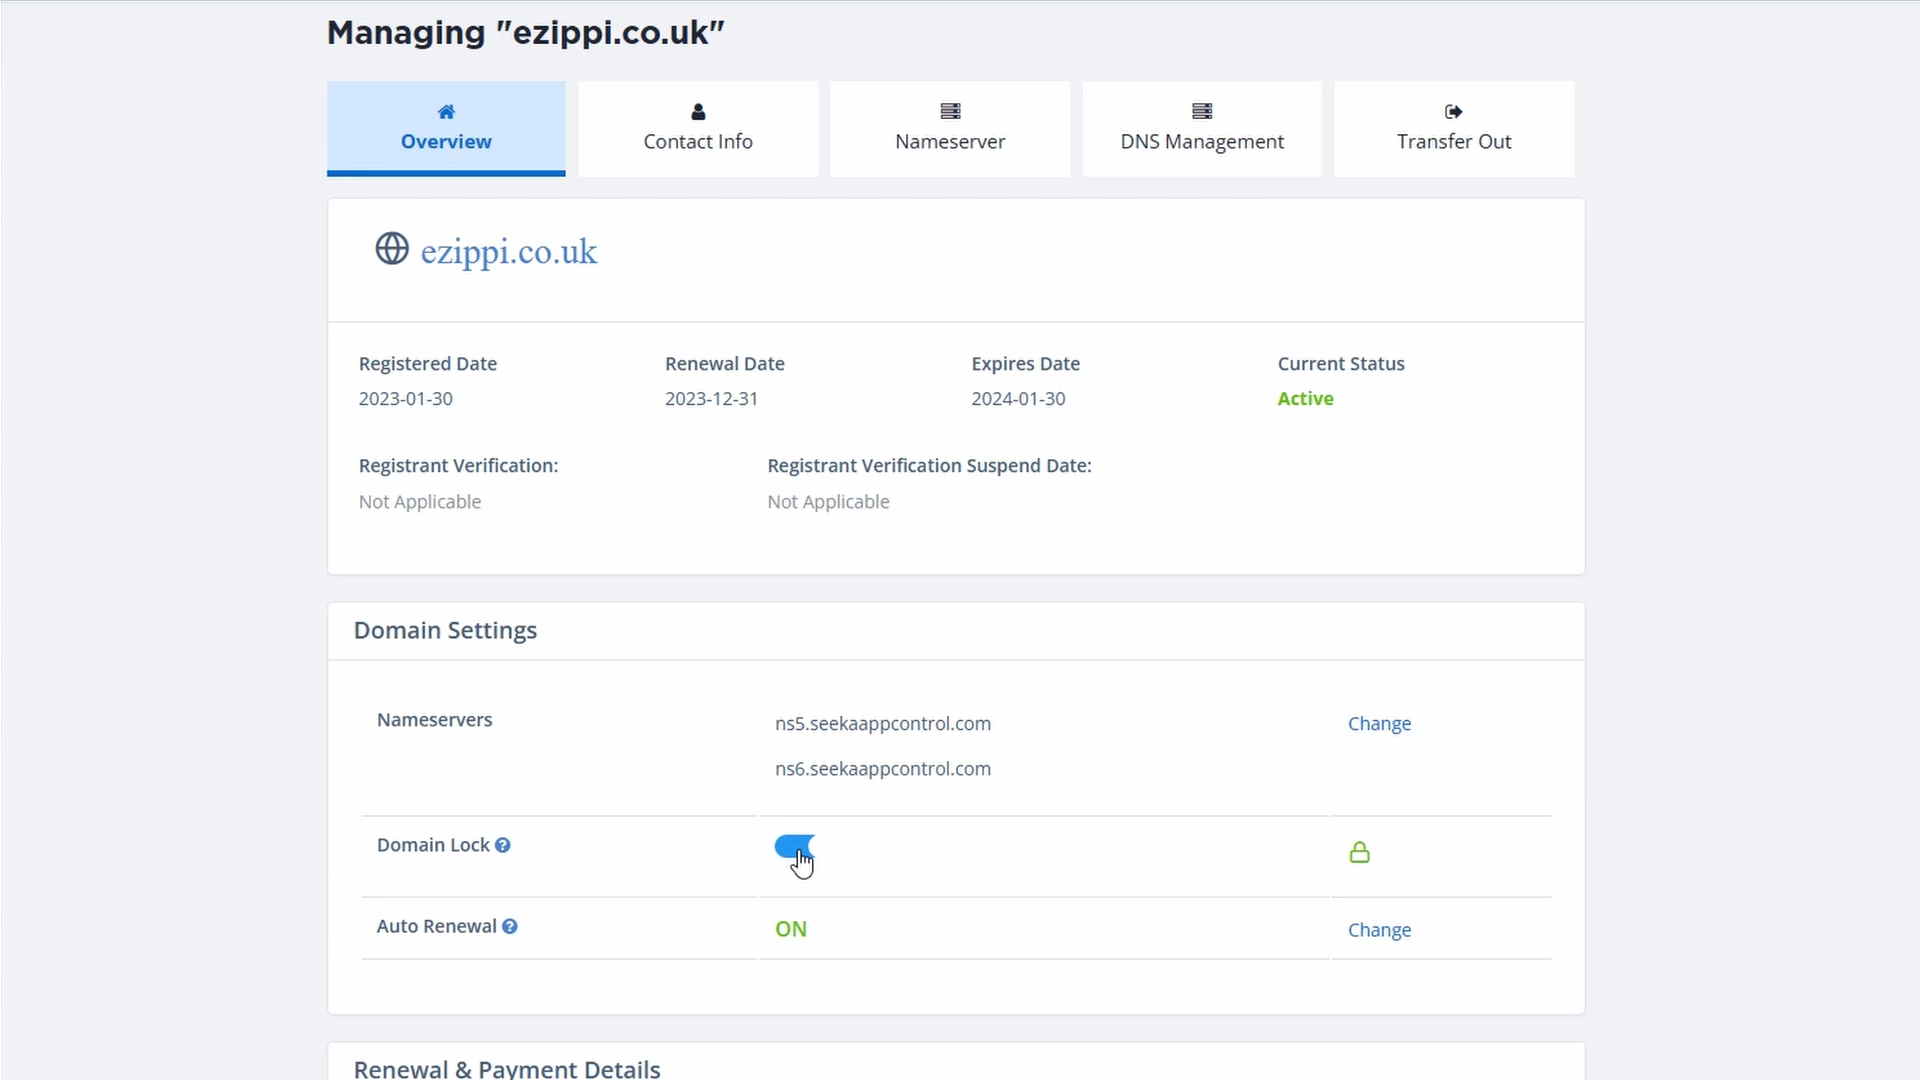 Managing "ezippi.co.uk"
Overview
Contact Info
Nameserver
DNS Management
Transfer Out
ezippi.co.uk
Registered Date
Renewal Date
Expires Date
Current Status
2023-01-30
2023-12-31
2024-01-30
Active
Registrant Verification:
Registrant Verification Suspend Date:
Not Applicable
Not Applicable
Domain Settings
Nameservers
ns5.seekaappcontrol.com
Change
ns6.seekaappcontrol.com
Domain Lock ?
Auto Renewal ?
ON
Change
Renewal & Payment Details